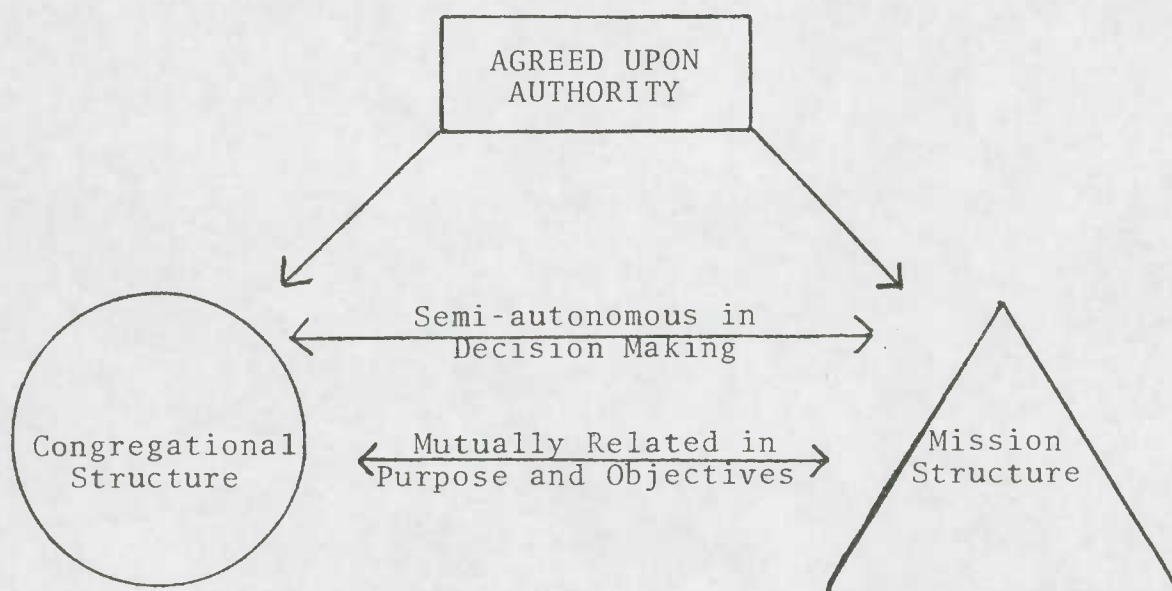 AGREED UPON
AUTHORITY
Semi-autonomous in
Decision Making
Congregational
Structure
Mutually Related in
Purpose and Objectives
Mission
Structure